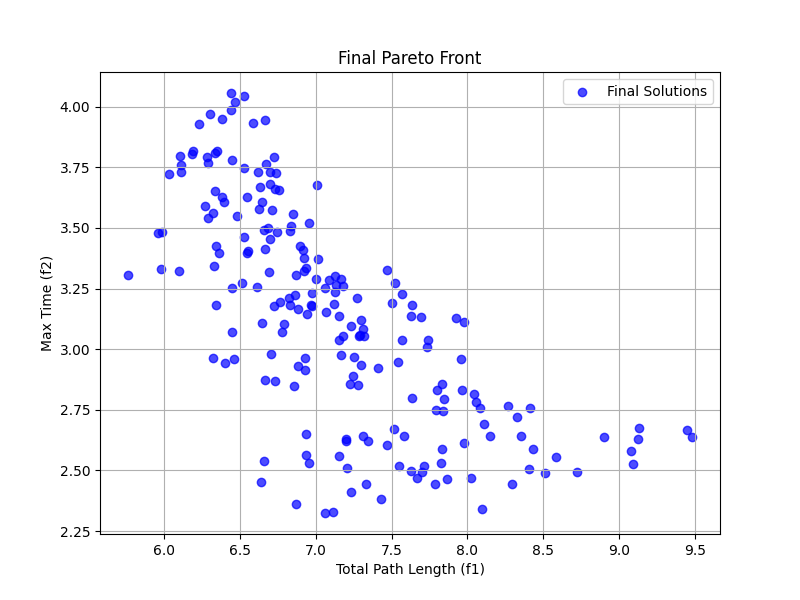 Final Pareto Front
Final Solutions
Max Time (f2)
4.00
3.75
3.50
3.25
3.00
2.75
2.50
2.25
6.0 6.5 7.0 7.5 8.0 8.5 9.0 9.5
Total Path Length (f1)